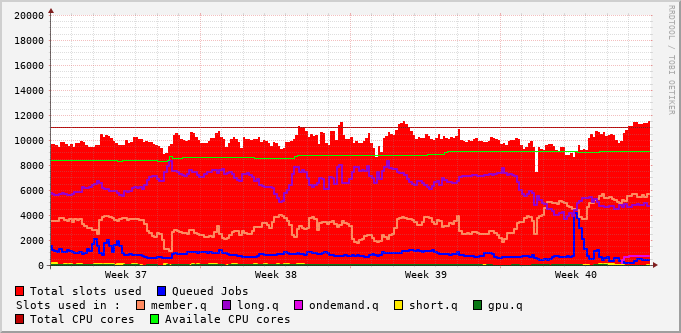 20000
18000
16000
14000
12000
10000
8000
6000
4000
2000
0
Week 37 Week 38 Week 39 Week 40
Total slots used Queued Jobs
Slots used in : member.q long.q ondemand.q short.q gpu.q
Total CPU cores Availale CPU cores
RRDTOOL / TOBI OETIKER